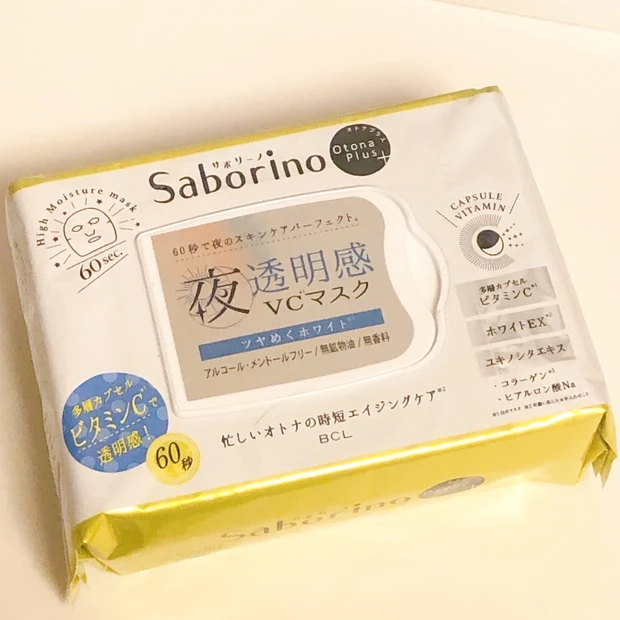 サボリーノ
Saborino
オトナプラス
Otona
Plus+
High Moisture mask
60sec.
CAPSULE
VITAMIN
60秒で夜のスキンケアパーフェクト。
夜透明感
VCマスク
ツヤめくホワイト
アルコール・メントールフリー/無鉱物油/無香料
多層カプセル
ビタミンC
ホワイトEX
ユキノシタエキス
・コラーゲン
・ヒアルロン酸Na
多層カプセル
ビタミンCで
透明感!
60秒
忙しいオトナの時短エイジングケア
BCL
Saborino